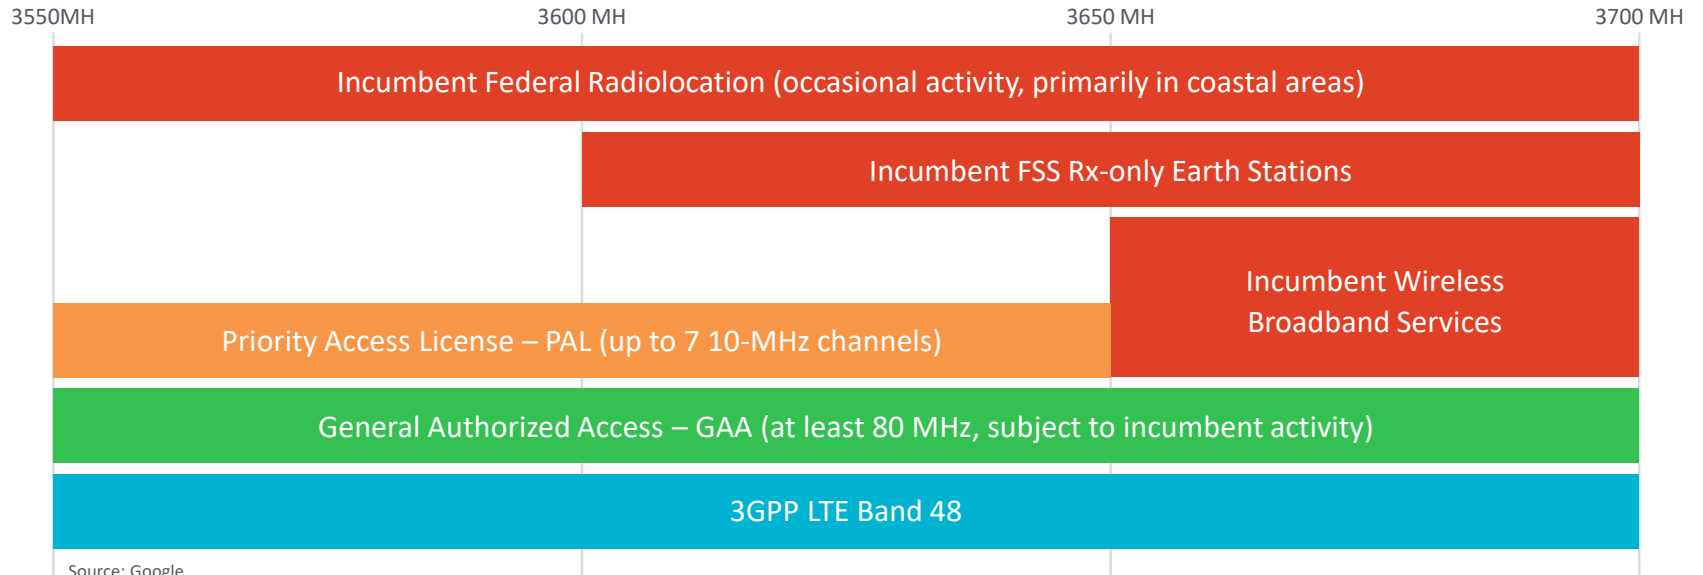 3550MH 3600 MH 3650 MH 3700 MH
Incumbent Federal Radiolocation (occasional activity, primarily in coastal areas)
Incumbent FSS Rx-only Earth Stations
Incumbent Wireless
Broadband Services
Priority Access License – PAL (up to 7 10-MHz channels)
General Authorized Access – GAA (at least 80 MHz, subject to incumbent activity)
3GPP LTE Band 48
Source: Google